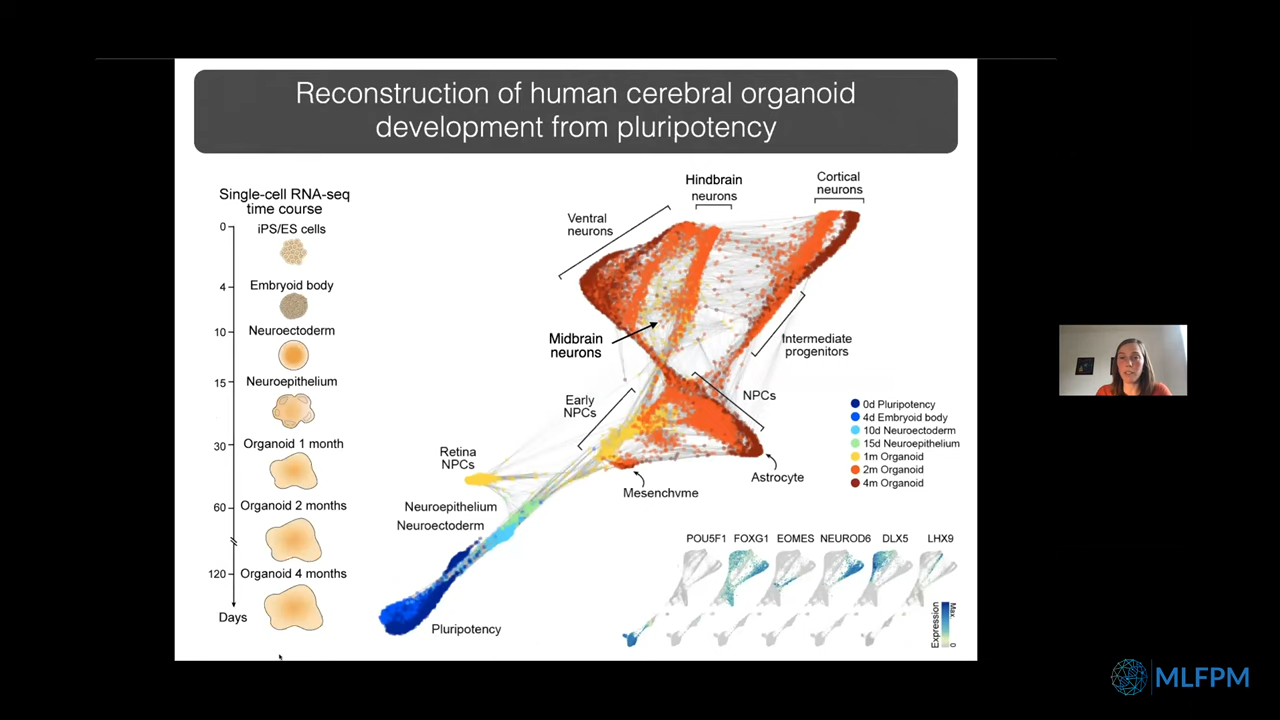 Reconstruction of human cerebral organoid
development from pluripotency
Single-cell RNA-seq
time course
0
iPS/ES cells
4
Embryoid body
10
Neuroectoderm
15
Neuroepithelium
30
Organoid 1 month
60
Organoid 2 months
120
Organoid 4 months
Days
Ventral
neurons
Hindbrain
neurons
Cortical
neurons
Midbrain
neurons
Intermediate
progenitors
Early
NPCs
NPCs
Retina
NPCs
Astrocyte
Mesenchyme
Neuroepithelium
Neuroectoderm
Pluripotency
0d Pluripotency
4d Embryoid body
10d Neuroectoderm
15d Neuroepithelium
1m Organoid
2m Organoid
4m Organoid
POU5F1 FOXG1 EOMES NEUROD6 DLX5 LHX9
Expression
Max.
0
MLFPM